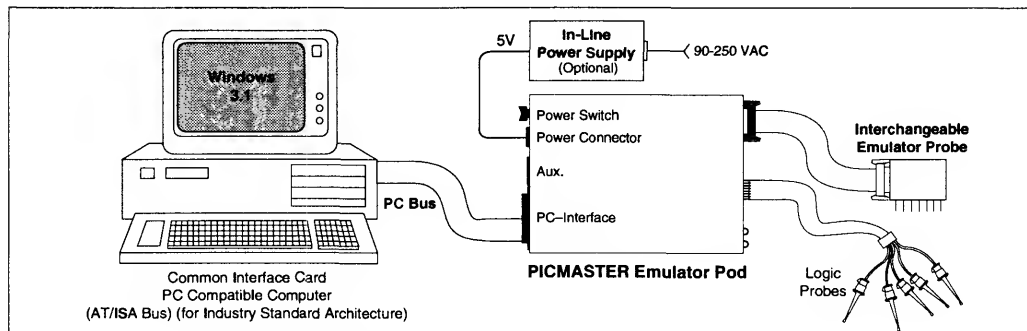 Windows
3.1
PC Bus
Common Interface Card
PC Compatible Computer
(AT/ISA Bus) (for Industry Standard Architecture)
5V
In-Line
Power Supply
(Optional)
90-250 VAC
Power Switch
Power Connector
Aux.
PC–Interface
PICMASTER Emulator Pod
Interchangeable
Emulator Probe
Logic
Probes